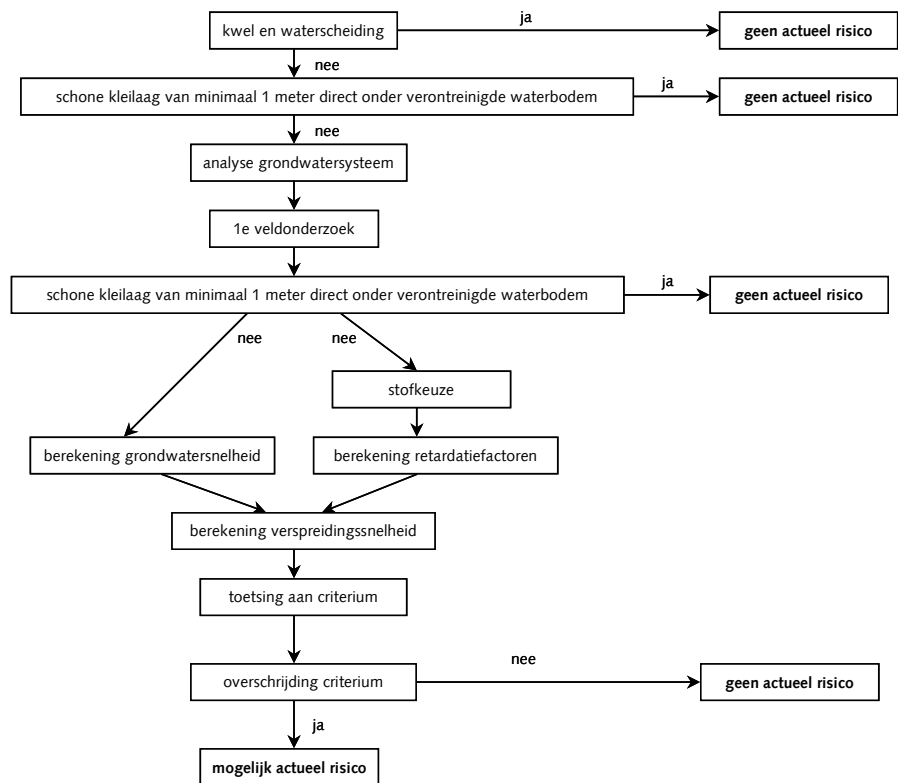 kwel en waterscheiding
ja
geen actueel risico
nee
schone kleilaag van minimaal 1 meter direct onder verontreinigde waterbodem
ja
geen actueel risico
nee
analyse grondwatersysteem
1e veldonderzoek
schone kleilaag van minimaal 1 meter direct onder verontreinigde waterbodem
ja
geen actueel risico
nee
nee
stofkeuze
berekening grondwatersnelheid
berekening retardatiefactoren
berekening verspreidingssnelheid
toetsing aan criterium
overschrijding criterium
nee
geen actueel risico
ja
mogelijk actueel risico